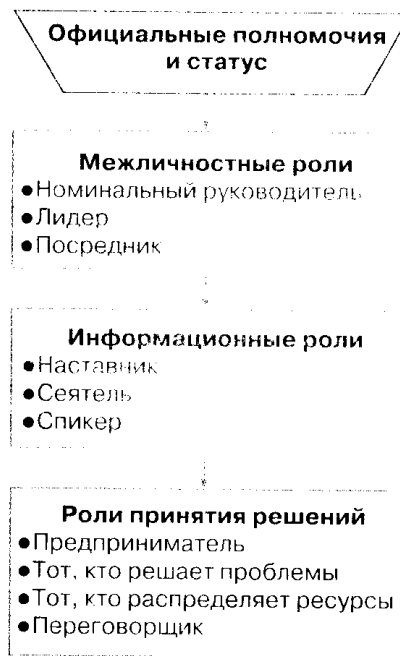 Официальные полномочия
и статус
Межличностные роли
●Номинальный руководитель
●Лидер
●Посредник
Информационные роли
●Наставник
●Сеятель
●Спикер
Роли принятия решений
●Предприниматель
●Тот, кто решает проблемы
●Тот, кто распределяет ресурсы
●Переговорщик